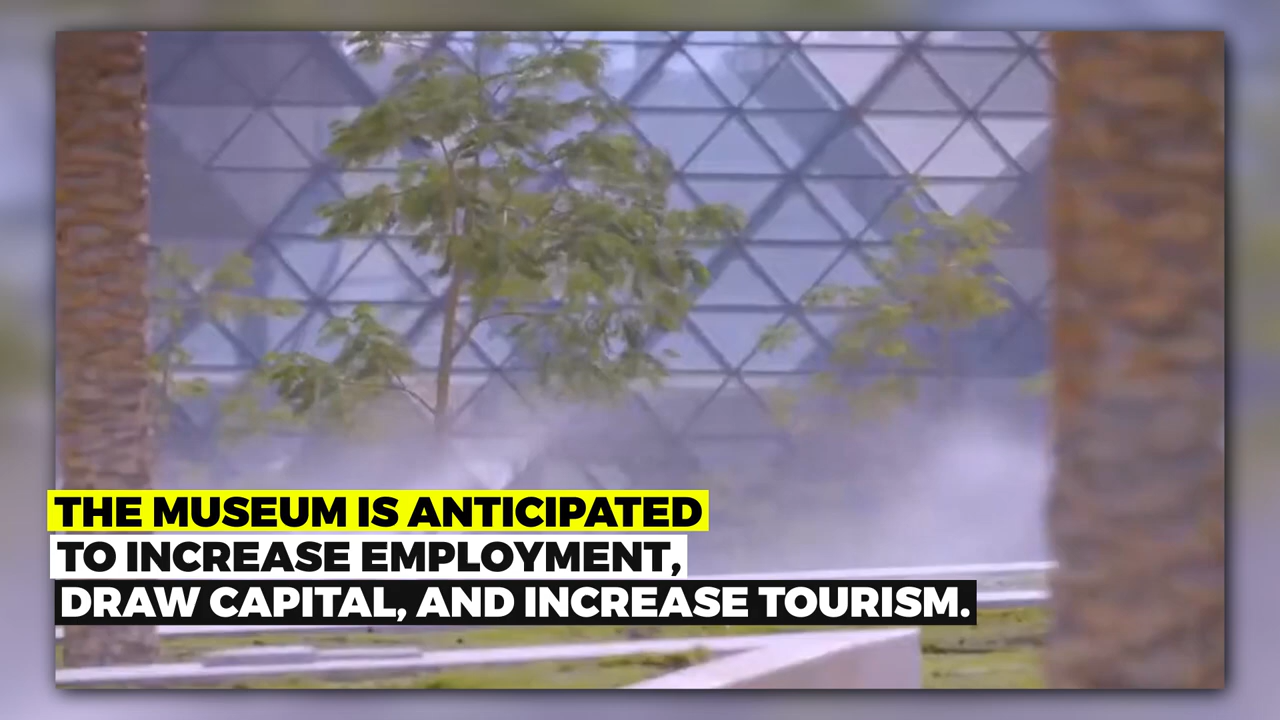 THE MUSEUM IS ANTICIPATED
TO INCREASE EMPLOYMENT,
DRAW CAPITAL, AND INCREASE TOURISM.